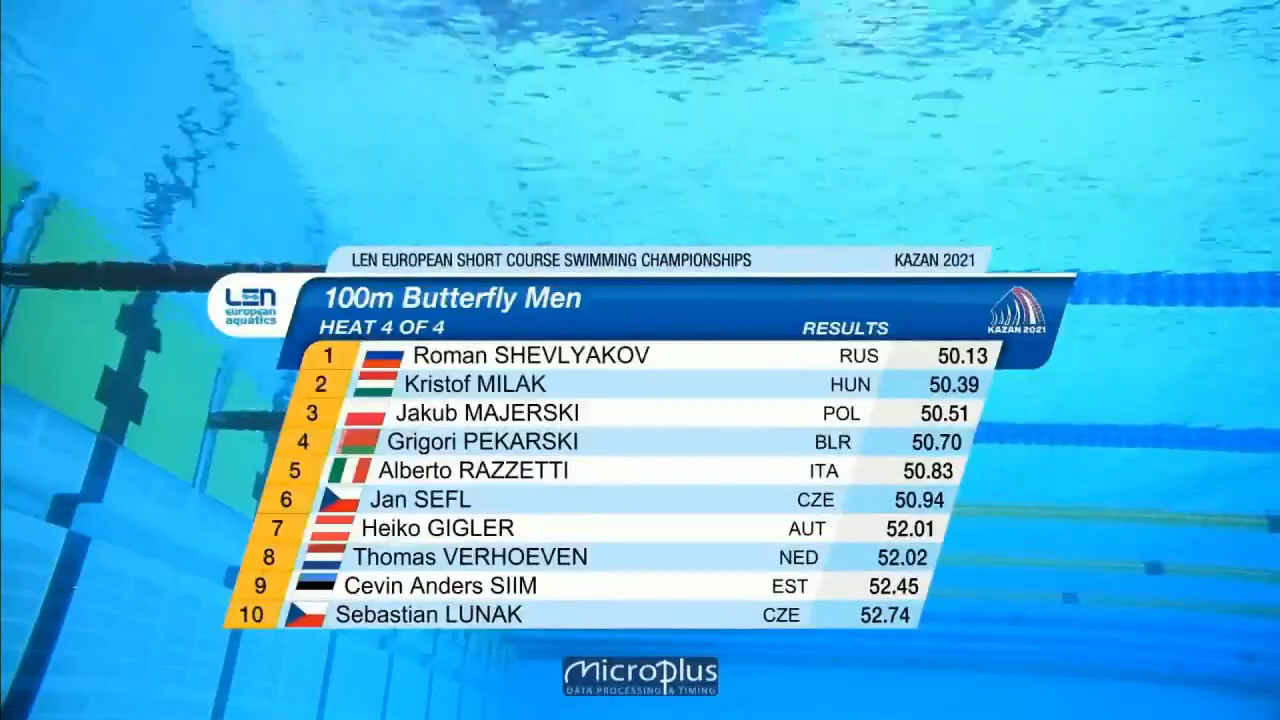 LEN EUROPEAN SHORT COURSE SWIMMING CHAMPIONSHIPS KAZAN 2021
LEN
european
aquatics
100m Butterfly Men
HEAT 4 OF 4 RESULTS
KAZAN 2021
1 Roman SHEVLYAKOV RUS 50.13
2 Kristof MILAK HUN 50.39
3 Jakub MAJERSKI POL 50.51
4 Grigori PEKARSKI BLR 50.70
5 Alberto RAZZETTI ITA 50.83
6 Jan SEFL CZE 50.94
7 Heiko GIGLER AUT 52.01
8 Thomas VERHOEVEN NED 52.02
9 Cevin Anders SIIM EST 52.45
10 Sebastian LUNAK CZE 52.74
Microplus
DATA PROCESSING & TIMING